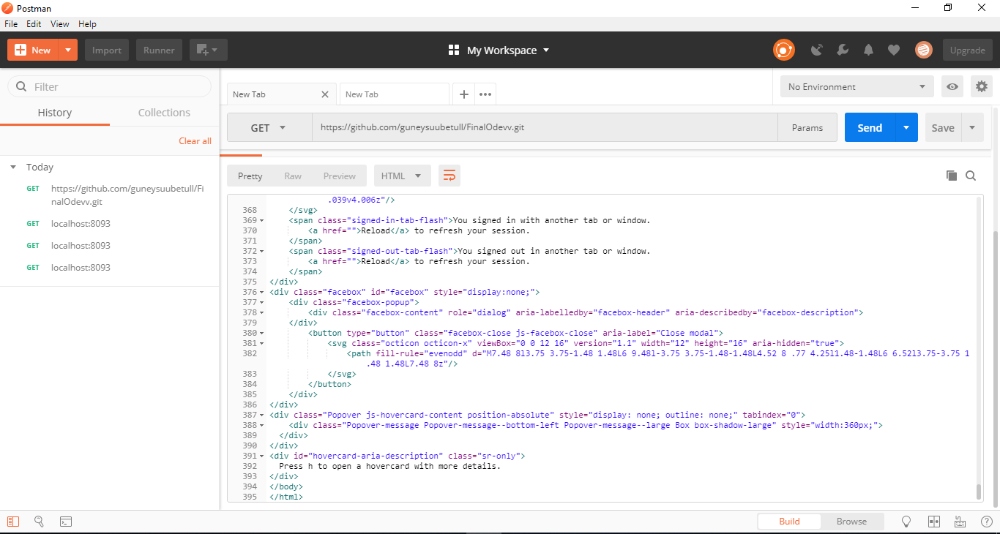 Postman
File Edit View Help
New Import Runner My Workspace Upgrade
Filter
History Collections
Clear all
Today
GET https://github.com/guneysuubetull/Fi
nalOdevv.git
GET localhost:8093
GET localhost:8093
GET localhost:8093
New Tab New Tab
No Environment
GET https://github.com/guneysuubetull/FinalOdevv.git Params Send Save
Pretty Raw Preview HTML
.039v4.006z"/>
368 </svg>
369 <span class="signed-in-tab-flash">You signed in with another tab or window.
370 <a href="">Reload</a> to refresh your session.
371 </span>
372 <span class="signed-out-tab-flash">You signed out in another tab or window.
373 <a href="">Reload</a> to refresh your session.
374 </span>
375 </div>
376 <div class="facebox" id="facebox" style="display:none;">
377 <div class="facebox-popup">
378 <div class="facebox-content" role="dialog" aria-labelledby="facebox-header" aria-describedby="facebox-description">
379 </div>
380 <button type="button" class="facebox-close js-facebox-close" aria-label="Close modal">
381 <svg class="octicon octicon-x" viewBox="0 0 12 16" version="1.1" width="12" height="16" aria-hidden="true">
382 <path fill-rule="evenodd" d="M7.48 8l3.75 3.75-1.48 1.48L6 9.48l-3.75 3.75-1.48-1.48L4.52 8 .77 4.25l1.48-1.48L6 6.52l3.75-3.75 1
.48 1.48L7.48 8z"/>
383 </svg>
384 </button>
385 </div>
386 </div>
387 <div class="Popover js-hovercard-content position-absolute" style="display: none; outline: none;" tabindex="0">
388 <div class="Popover-message Popover-message--bottom-left Popover-message--large Box box-shadow-large" style="width:360px;">
389 </div>
390 </div>
391 <div id="hovercard-aria-description" class="sr-only">
392 Press h to open a hovercard with more details.
393 </div>
394 </body>
395 </html>
Build Browse